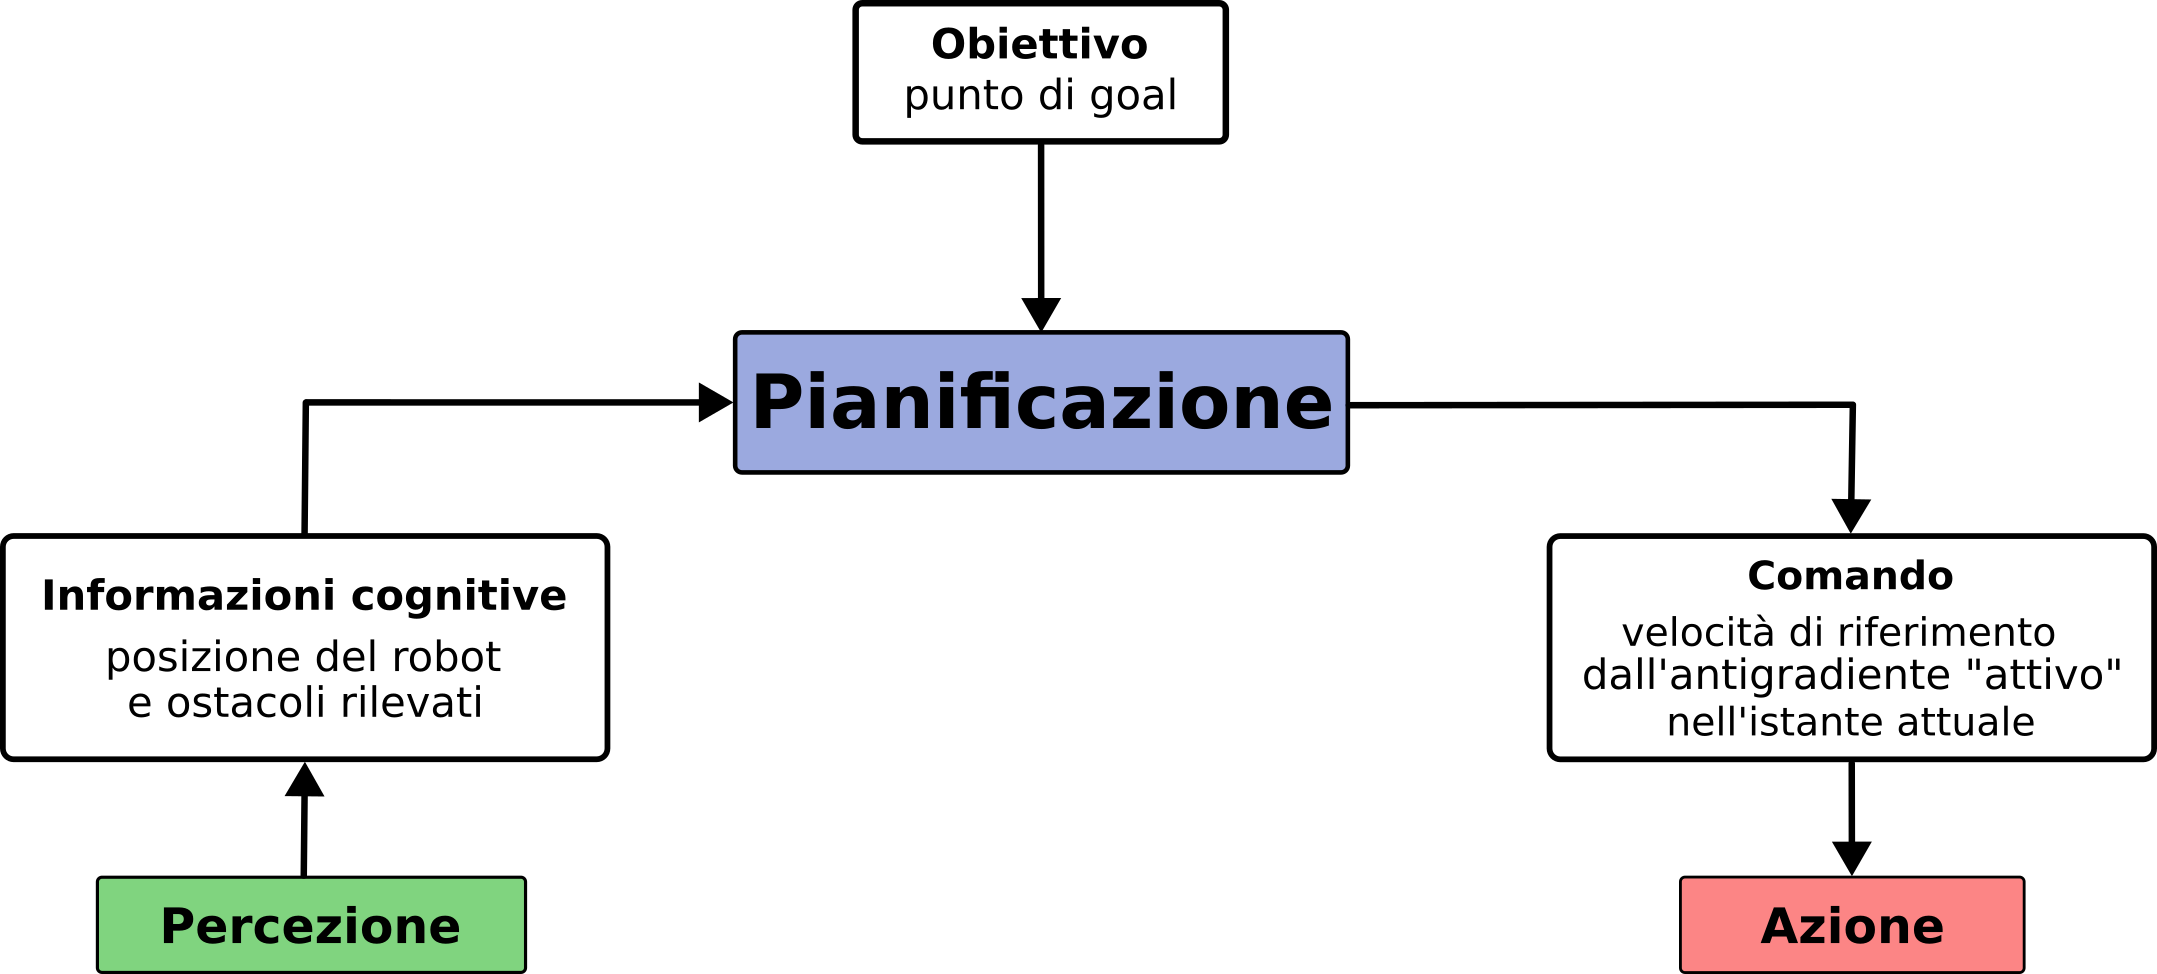 Obiettivo
punto di goal
Pianificazione
Informazioni cognitive
posizione del robot
e ostacoli rilevati
Comando
velocità di riferimento
dall'antigradiente "attivo"
nell'istante attuale
Percezione
Azione